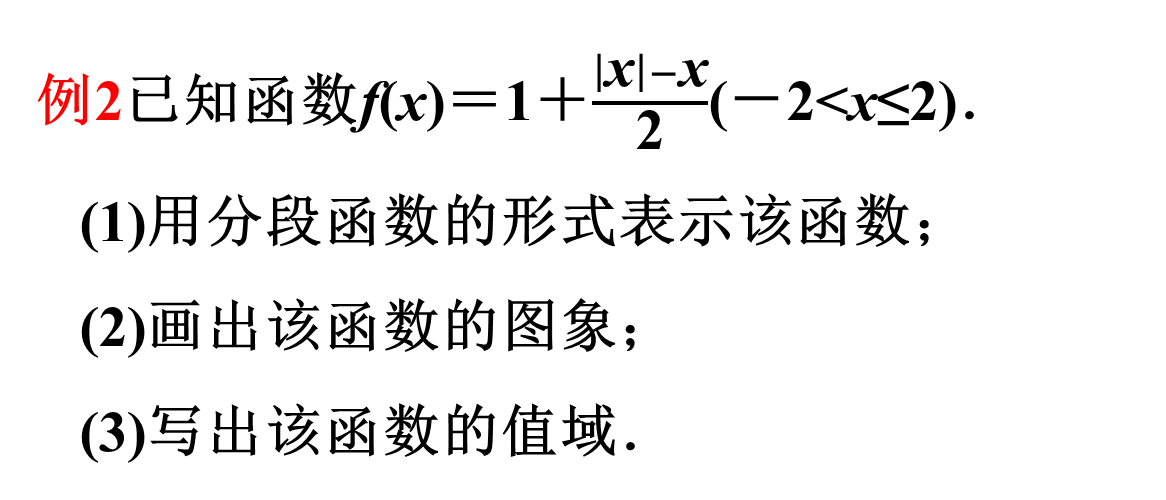 例2已知函数f(x)=1+\frac{|x|-x}{2}(-2<x≤2).
(1)用分段函数的形式表示该函数;
(2)画出该函数的图象;
(3)写出该函数的值域.